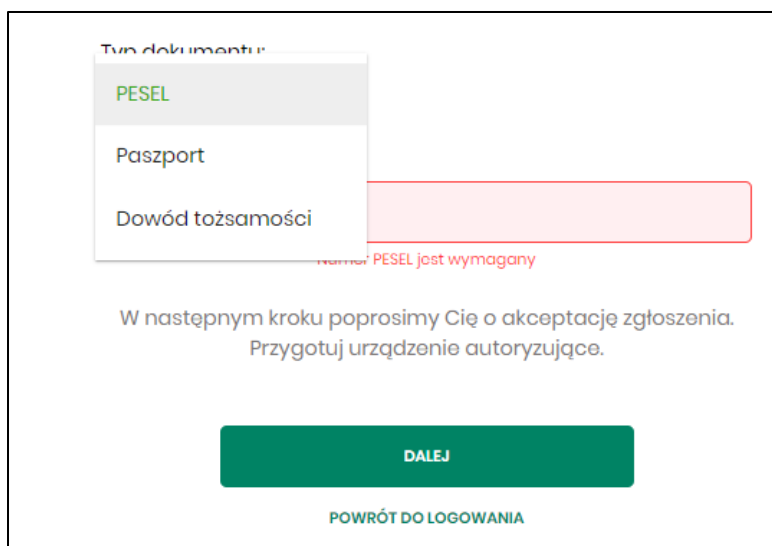 Typ dokumentu:
PESEL
Paszport
Dowód tożsamości
Numer PESEL jest wymagany
W następnym kroku poprosimy Cię o akceptację zgłoszenia.
Przygotuj urządzenie autoryzujące.
DALEJ
POWRÓT DO LOGOWANIA